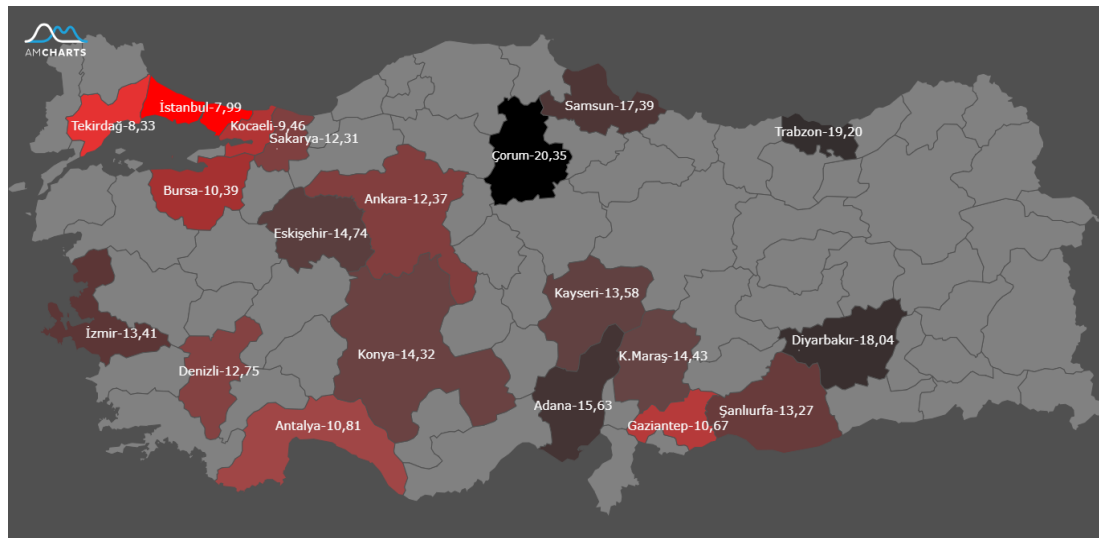 AMCHARTS
İstanbul-7,99
Samsun-17,39
Tekirdağ-8,33
Kocaeli-9,46
Sakarya-12,31
Trabzon-19,20
Çorum-20,35
Bursa-10,39
Ankara-12,37
Eskişehir-14,74
Kayseri-13,58
İzmir-13,41
Diyarbakır-18,04
Konya-14,32
K.Maraş-14,43
Denizli-12,75
Adana-15,63
Şanlıurfa-13,27
Antalya-10,81
Gaziantep-10,67